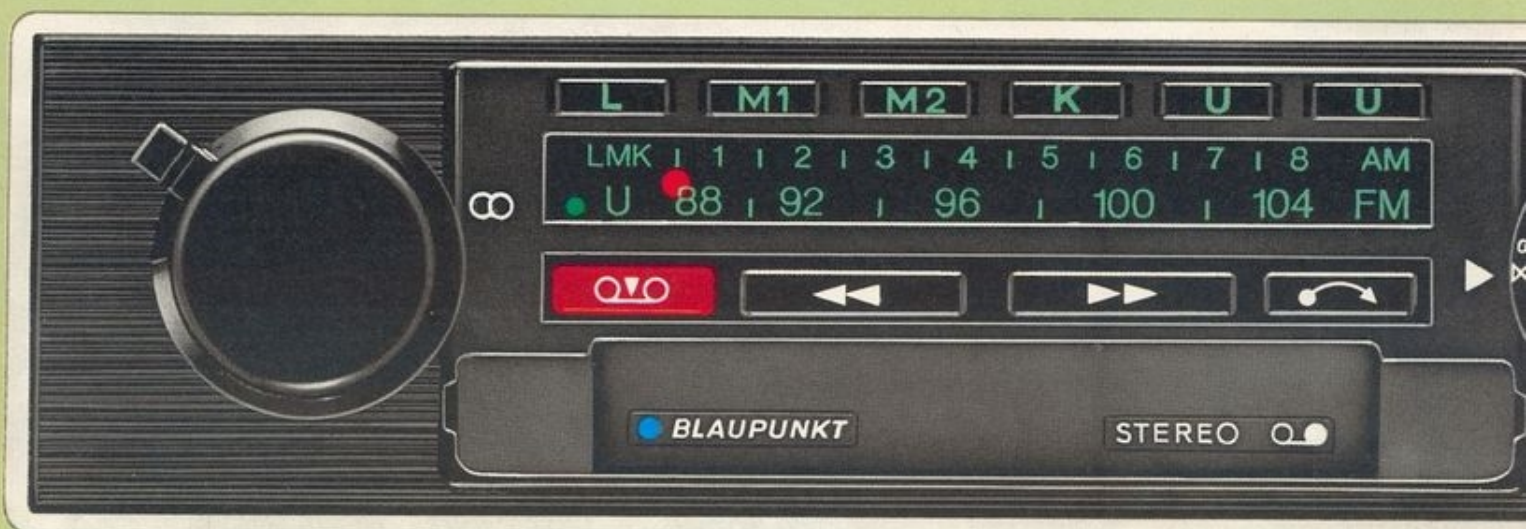 L M1 M2 K U U
LMK 1 2 3 4 5 6 7 8 AM
U 88 92 96 100 104 FM
BLAUPUNKT STEREO